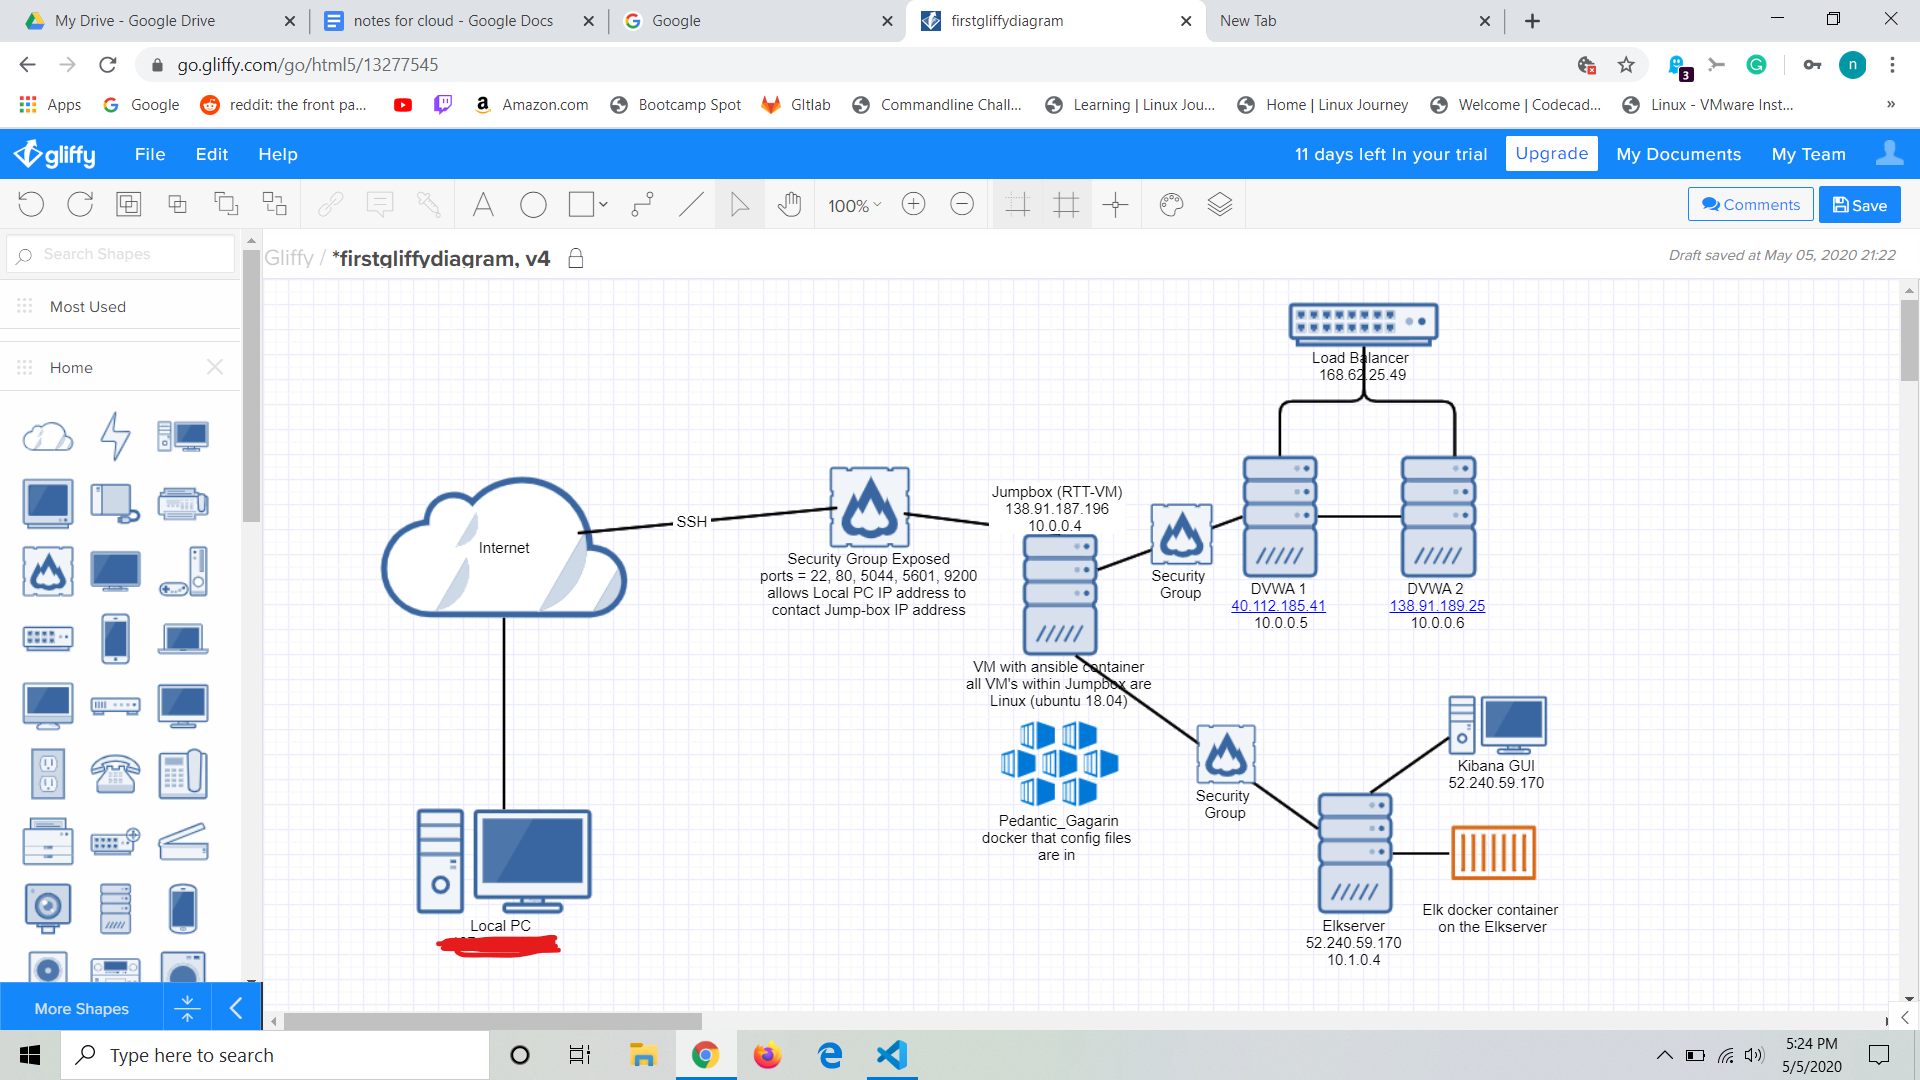 My Drive - Google Drive
notes for cloud - Google Docs
Google
firstgliffydiagram
New Tab
go.gliffy.com/go/html5/13277545
3
n
Apps
Google
reddit: the front pa...
Amazon.com
Bootcamp Spot
GItlab
Commandline Chall...
Learning | Linux Jou...
Home | Linux Journey
Welcome | Codecad...
Linux - VMware Inst...
»
gliffy
File
Edit
Help
11 days left In your trial
Upgrade
My Documents
My Team
100%
Comments
Save
Search Shapes
Gliffy / *firstgliffydiagram, v4
Draft saved at May 05, 2020 21:22
Most Used
Home
Load Balancer
168.62.25.49
Internet
SSH
Security Group Exposed
ports = 22, 80, 5044, 5601, 9200
allows Local PC IP address to
contact Jump-box IP address
Jumpbox (RTT-VM)
138.91.187.196
10.0.0.4
Security
Group
DVWA 1
40.112.185.41
10.0.0.5
DVWA 2
138.91.189.25
10.0.0.6
VM with ansible container
all VM's within Jumpbox are
Linux (ubuntu 18.04)
Pedantic_Gagarin
docker that config files
are in
Security
Group
Kibana GUI
52.240.59.170
Elk docker container
on the Elkserver
Elkserver
52.240.59.170
10.1.0.4
Local PC
More Shapes
Type here to search
5:24 PM
5/5/2020